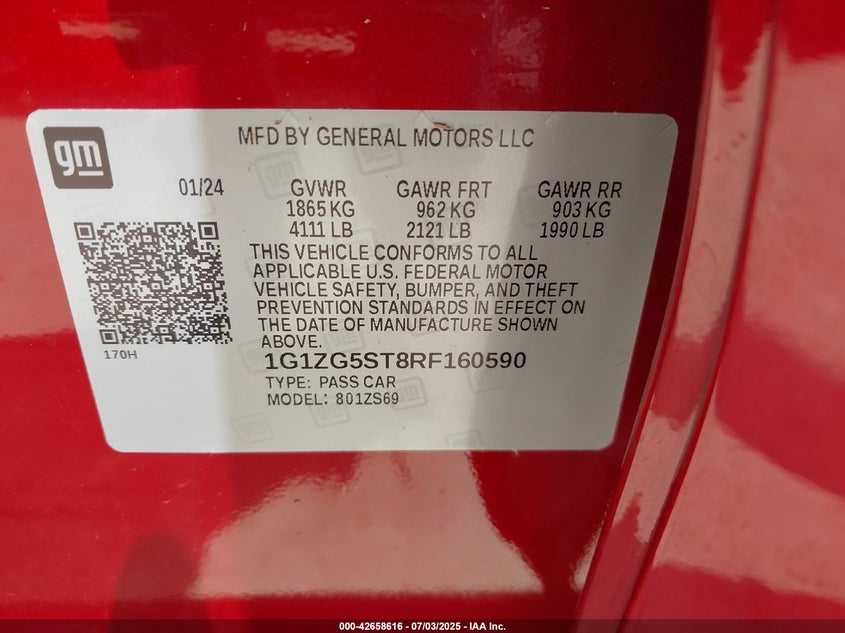 gm
MFD BY GENERAL MOTORS LLC
01/24 GVWR GAWR FRT GAWR RR
1865 KG 962 KG 903 KG
4111 LB 2121 LB 1990 LB
THIS VEHICLE CONFORMS TO ALL
APPLICABLE U.S. FEDERAL MOTOR
VEHICLE SAFETY, BUMPER, AND THEFT
PREVENTION STANDARDS IN EFFECT ON
THE DATE OF MANUFACTURE SHOWN
ABOVE.
170H
1G1ZG5ST8RF160590
TYPE: PASS CAR
MODEL: 801ZS69
000-42658616 - 07/03/2025 - IAA Inc.